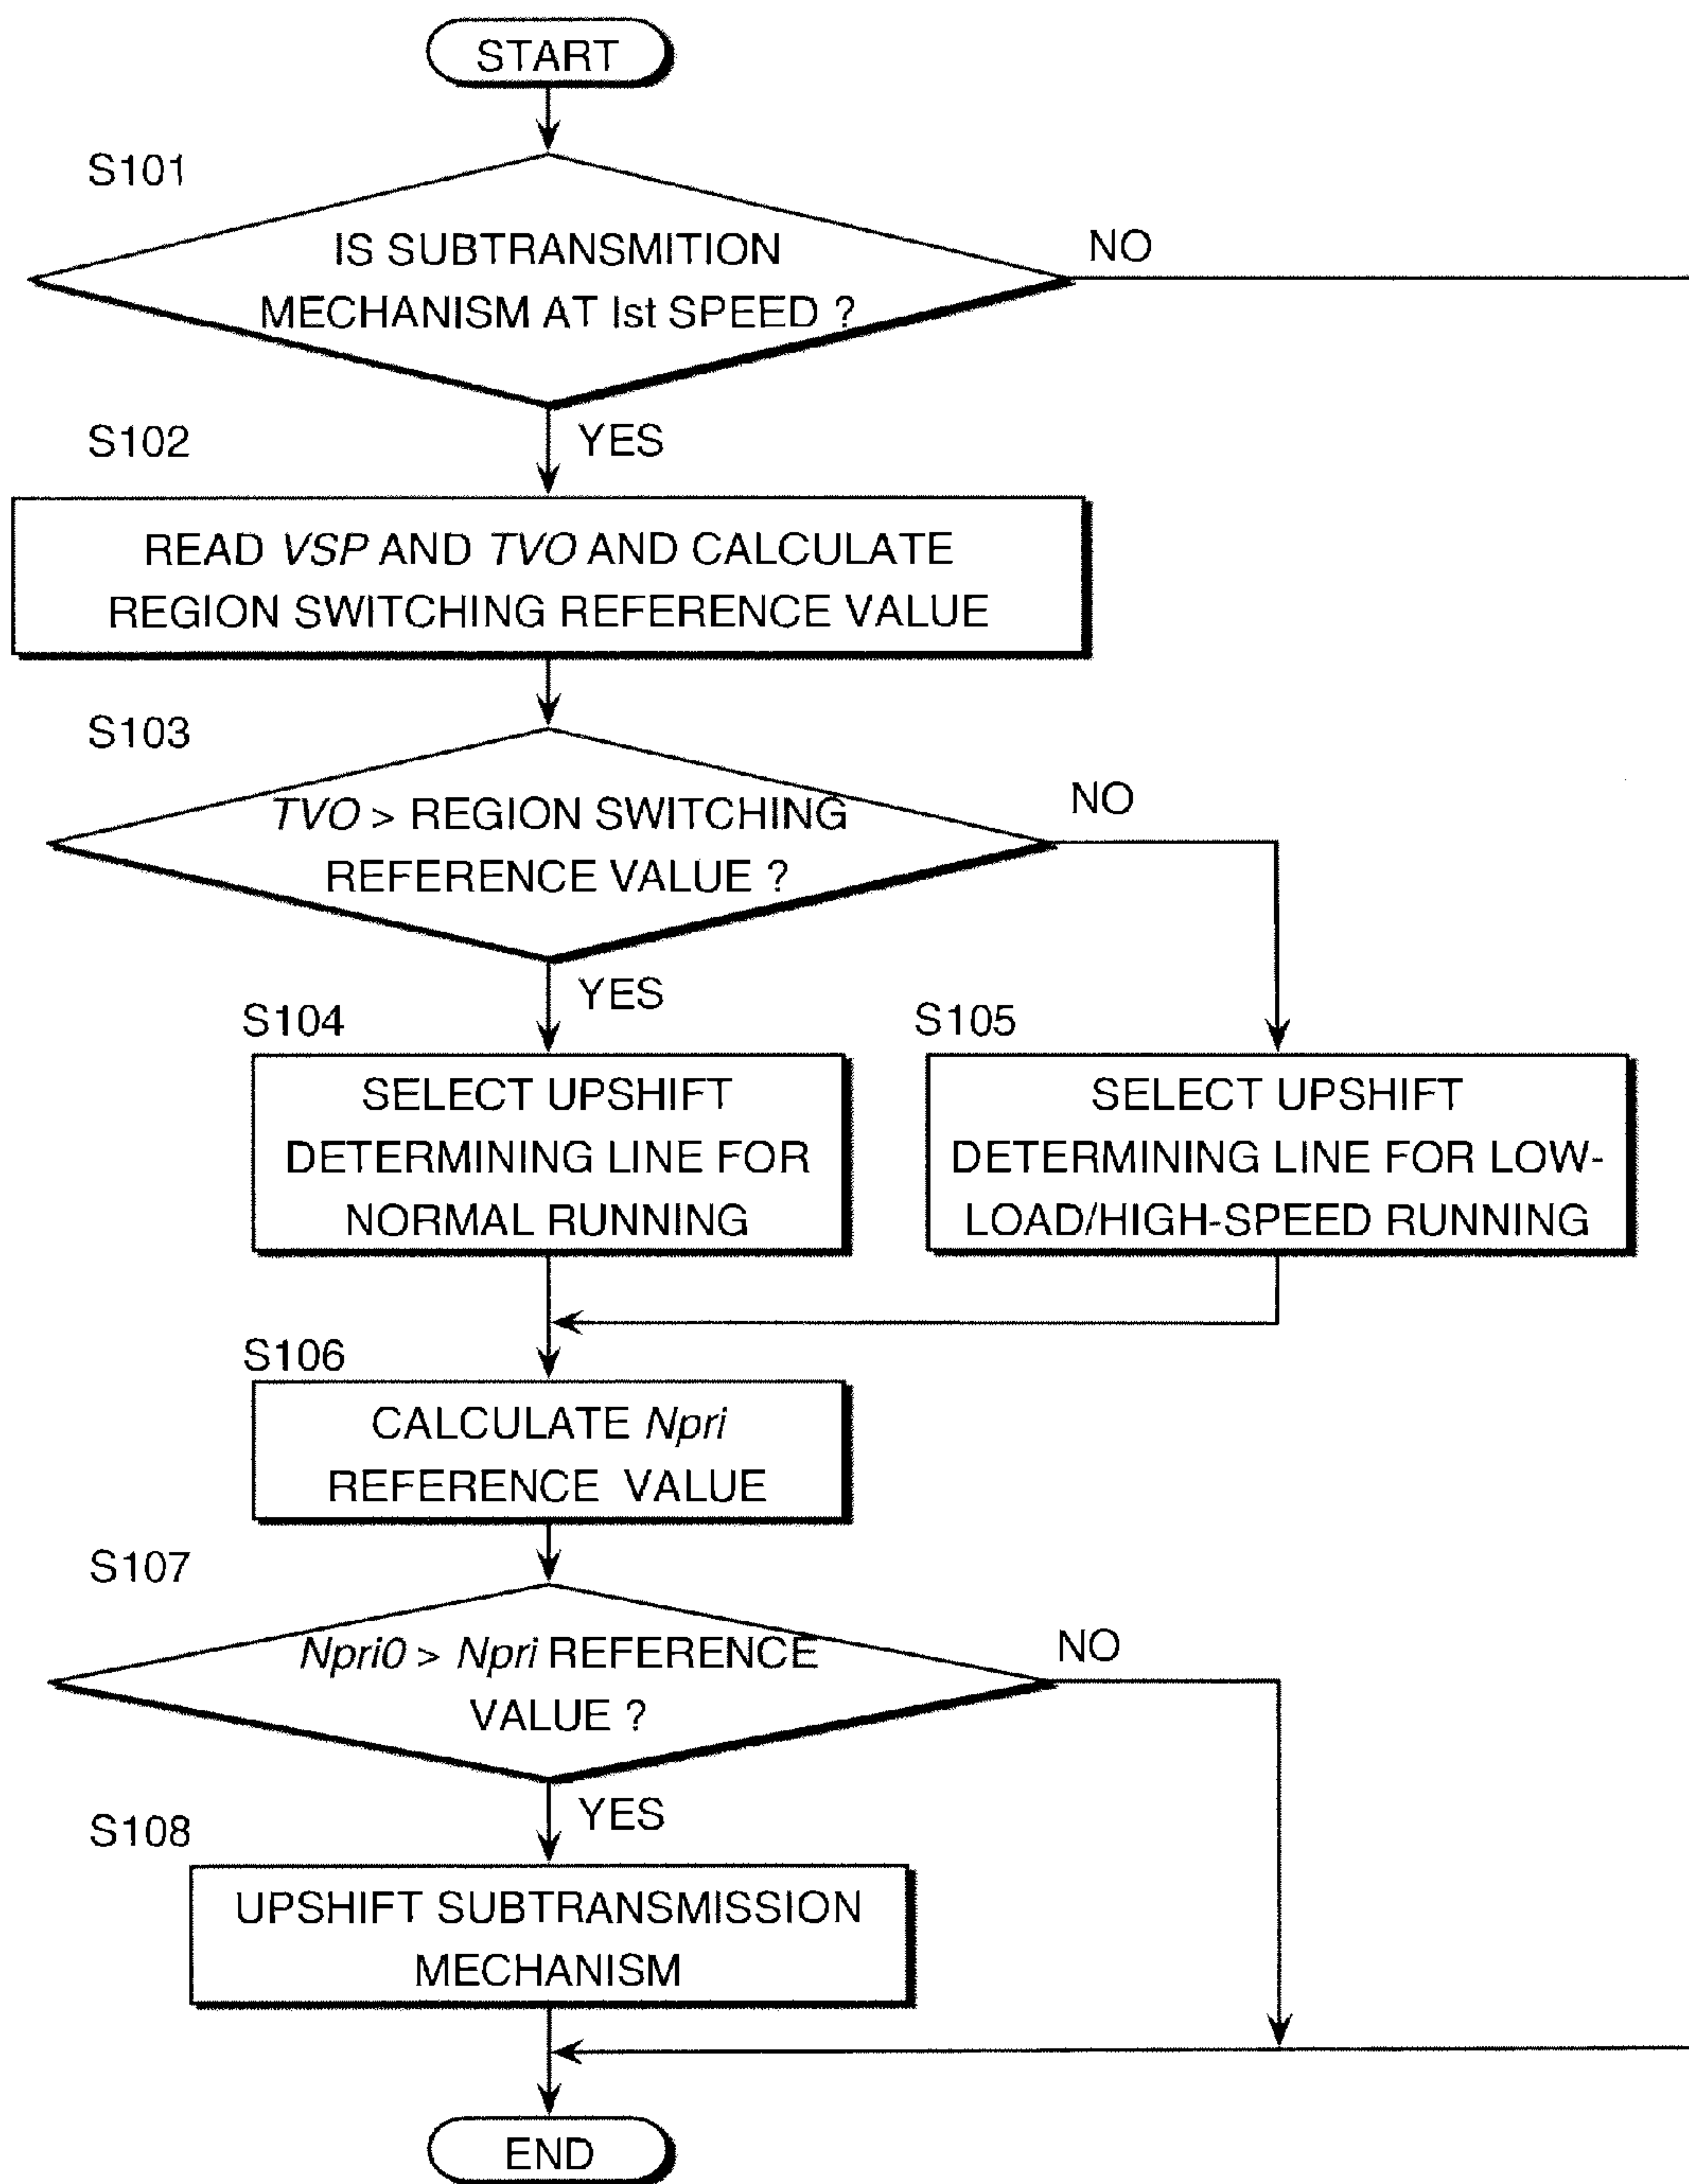 START
S101
IS SUBTRANSMITION
MECHANISM AT Ist SPEED ?
NO
YES
S102
READ VSP AND TVO AND CALCULATE
REGION SWITCHING REFERENCE VALUE
S103
TVO > REGION SWITCHING
REFERENCE VALUE ?
NO
YES
S104
SELECT UPSHIFT
DETERMINING LINE FOR
NORMAL RUNNING
S105
SELECT UPSHIFT
DETERMINING LINE FOR LOW-
LOAD/HIGH-SPEED RUNNING
S106
CALCULATE Npri
REFERENCE VALUE
S107
Npri0 > Npri REFERENCE
VALUE ?
NO
YES
S108
UPSHIFT SUBTRANSMISSION
MECHANISM
END